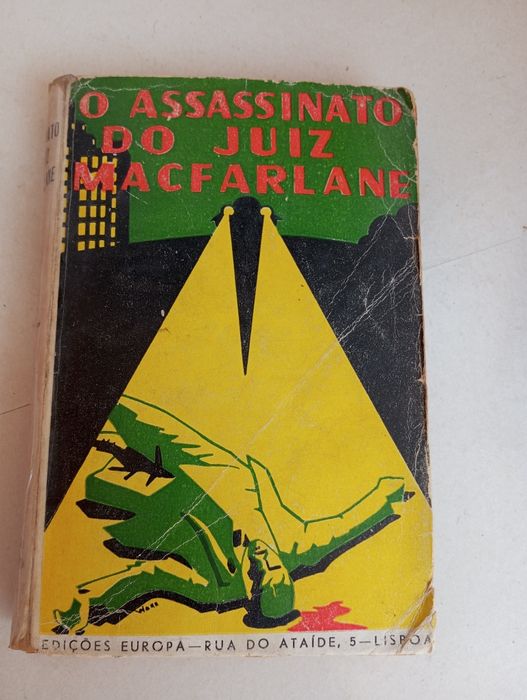 O ASSASSINATO
DO JUIZ
MACFARLANE
EDIÇÕES EUROPA—RUA DO ATAÍDE, 5—LISBOA